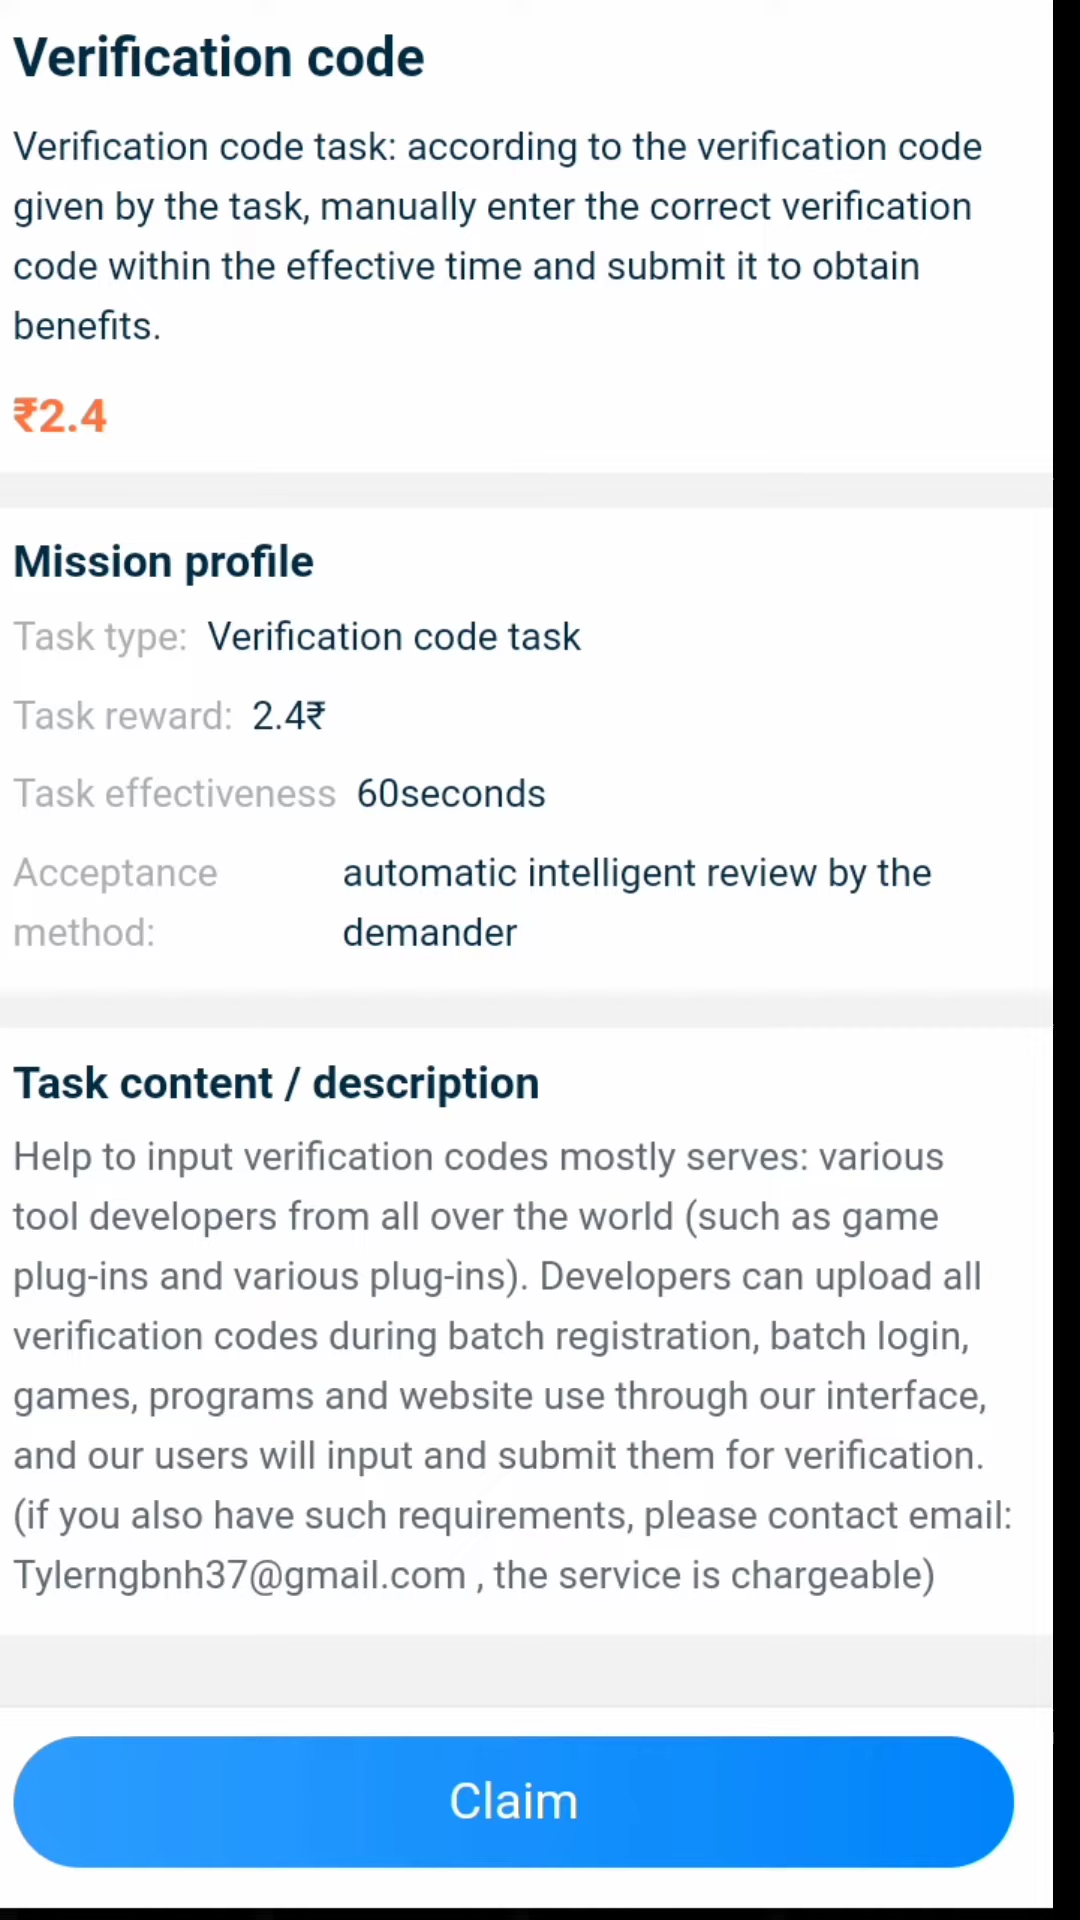 Verification code
Verification code task: according to the verification code
given by the task, manually enter the correct verification
code within the effective time and submit it to obtain
benefits.
₹2.4
Mission profile
Task type: Verification code task
Task reward: 2.4₹
Task effectiveness 60seconds
Acceptance automatic intelligent review by the
method: demander
Task content / description
Help to input verification codes mostly serves: various
tool developers from all over the world (such as game
plug-ins and various plug-ins). Developers can upload all
verification codes during batch registration, batch login,
games, programs and website use through our interface,
and our users will input and submit them for verification.
(if you also have such requirements, please contact email:
Tylerngbnh37@gmail.com , the service is chargeable)
Claim